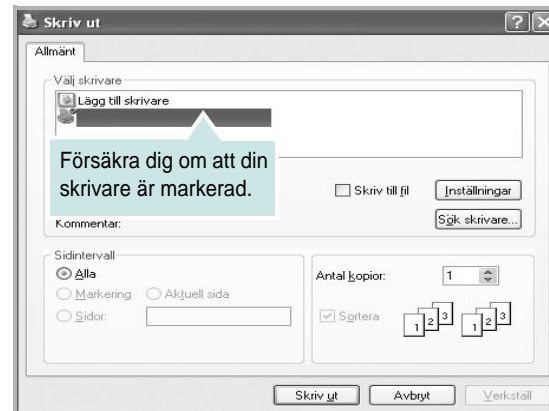 Skriv ut
Allmänt
Välj skrivare
Lägg till skrivare
Försäkra dig om att din
skrivare är markerad.
Skriv till fil
Inställningar
Kommentar:
Sök skrivare...
Sidintervall
Alla
Markering
Aktuell sida
Sidor:
Antal kopior:
1
Sortera
1 2 3 1 2 3
Skriv ut
Avbryt
Verkställ